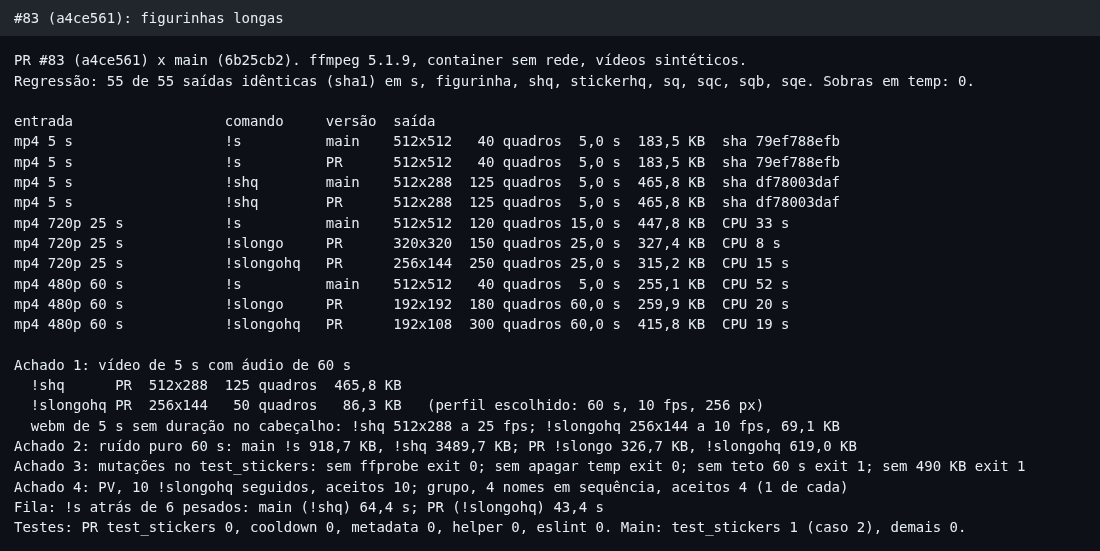 #83 (a4ce561): figurinhas longas
PR #83 (a4ce561) x main (6b25cb2). ffmpeg 5.1.9, container sem rede, vídeos sintéticos.
Regressão: 55 de 55 saídas idênticas (sha1) em s, figurinha, shq, stickerhq, sq, sqc, sqb, sqe. Sobras em temp: 0.
entrada comando versão saída
mp4 5 s !s main 512x512 40 quadros 5,0 s 183,5 KB sha 79ef788efb
mp4 5 s !s PR 512x512 40 quadros 5,0 s 183,5 KB sha 79ef788efb
mp4 5 s !shq main 512x288 125 quadros 5,0 s 465,8 KB sha df78003daf
mp4 5 s !shq PR 512x288 125 quadros 5,0 s 465,8 KB sha df78003daf
mp4 720p 25 s !s main 512x512 120 quadros 15,0 s 447,8 KB CPU 33 s
mp4 720p 25 s !slongo PR 320x320 150 quadros 25,0 s 327,4 KB CPU 8 s
mp4 720p 25 s !slongohq PR 256x144 250 quadros 25,0 s 315,2 KB CPU 15 s
mp4 480p 60 s !s main 512x512 40 quadros 5,0 s 255,1 KB CPU 52 s
mp4 480p 60 s !slongo PR 192x192 180 quadros 60,0 s 259,9 KB CPU 20 s
mp4 480p 60 s !slongohq PR 192x108 300 quadros 60,0 s 415,8 KB CPU 19 s
Achado 1: vídeo de 5 s com áudio de 60 s
!shq PR 512x288 125 quadros 465,8 KB
!slongohq PR 256x144 50 quadros 86,3 KB (perfil escolhido: 60 s, 10 fps, 256 px)
webm de 5 s sem duração no cabeçalho: !shq 512x288 a 25 fps; !slongohq 256x144 a 10 fps, 69,1 KB
Achado 2: ruído puro 60 s: main !s 918,7 KB, !shq 3489,7 KB; PR !slongo 326,7 KB, !slongohq 619,0 KB
Achado 3: mutações no test_stickers: sem ffprobe exit 0; sem apagar temp exit 0; sem teto 60 s exit 1; sem 490 KB exit 1
Achado 4: PV, 10 !slongohq seguidos, aceitos 10; grupo, 4 nomes em sequência, aceitos 4 (1 de cada)
Fila: !s atrás de 6 pesados: main (!shq) 64,4 s; PR (!slongohq) 43,4 s
Testes: PR test_stickers 0, cooldown 0, metadata 0, helper 0, eslint 0. Main: test_stickers 1 (caso 2), demais 0.